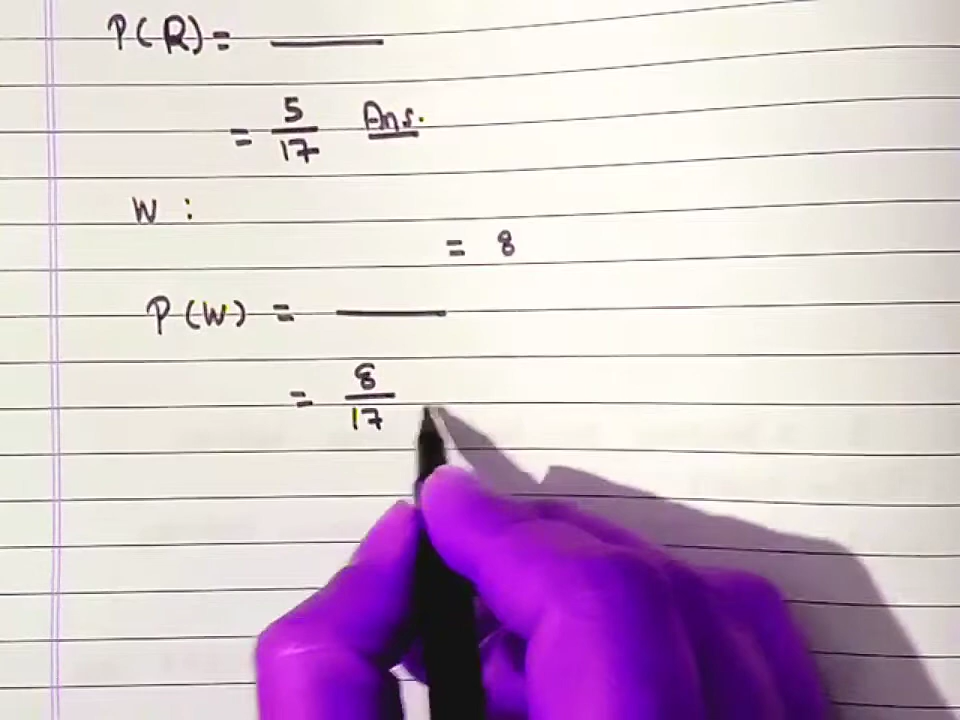 P(R) =
= 5/17 Ans.
W :
= 8
P(W) =
= 8/17